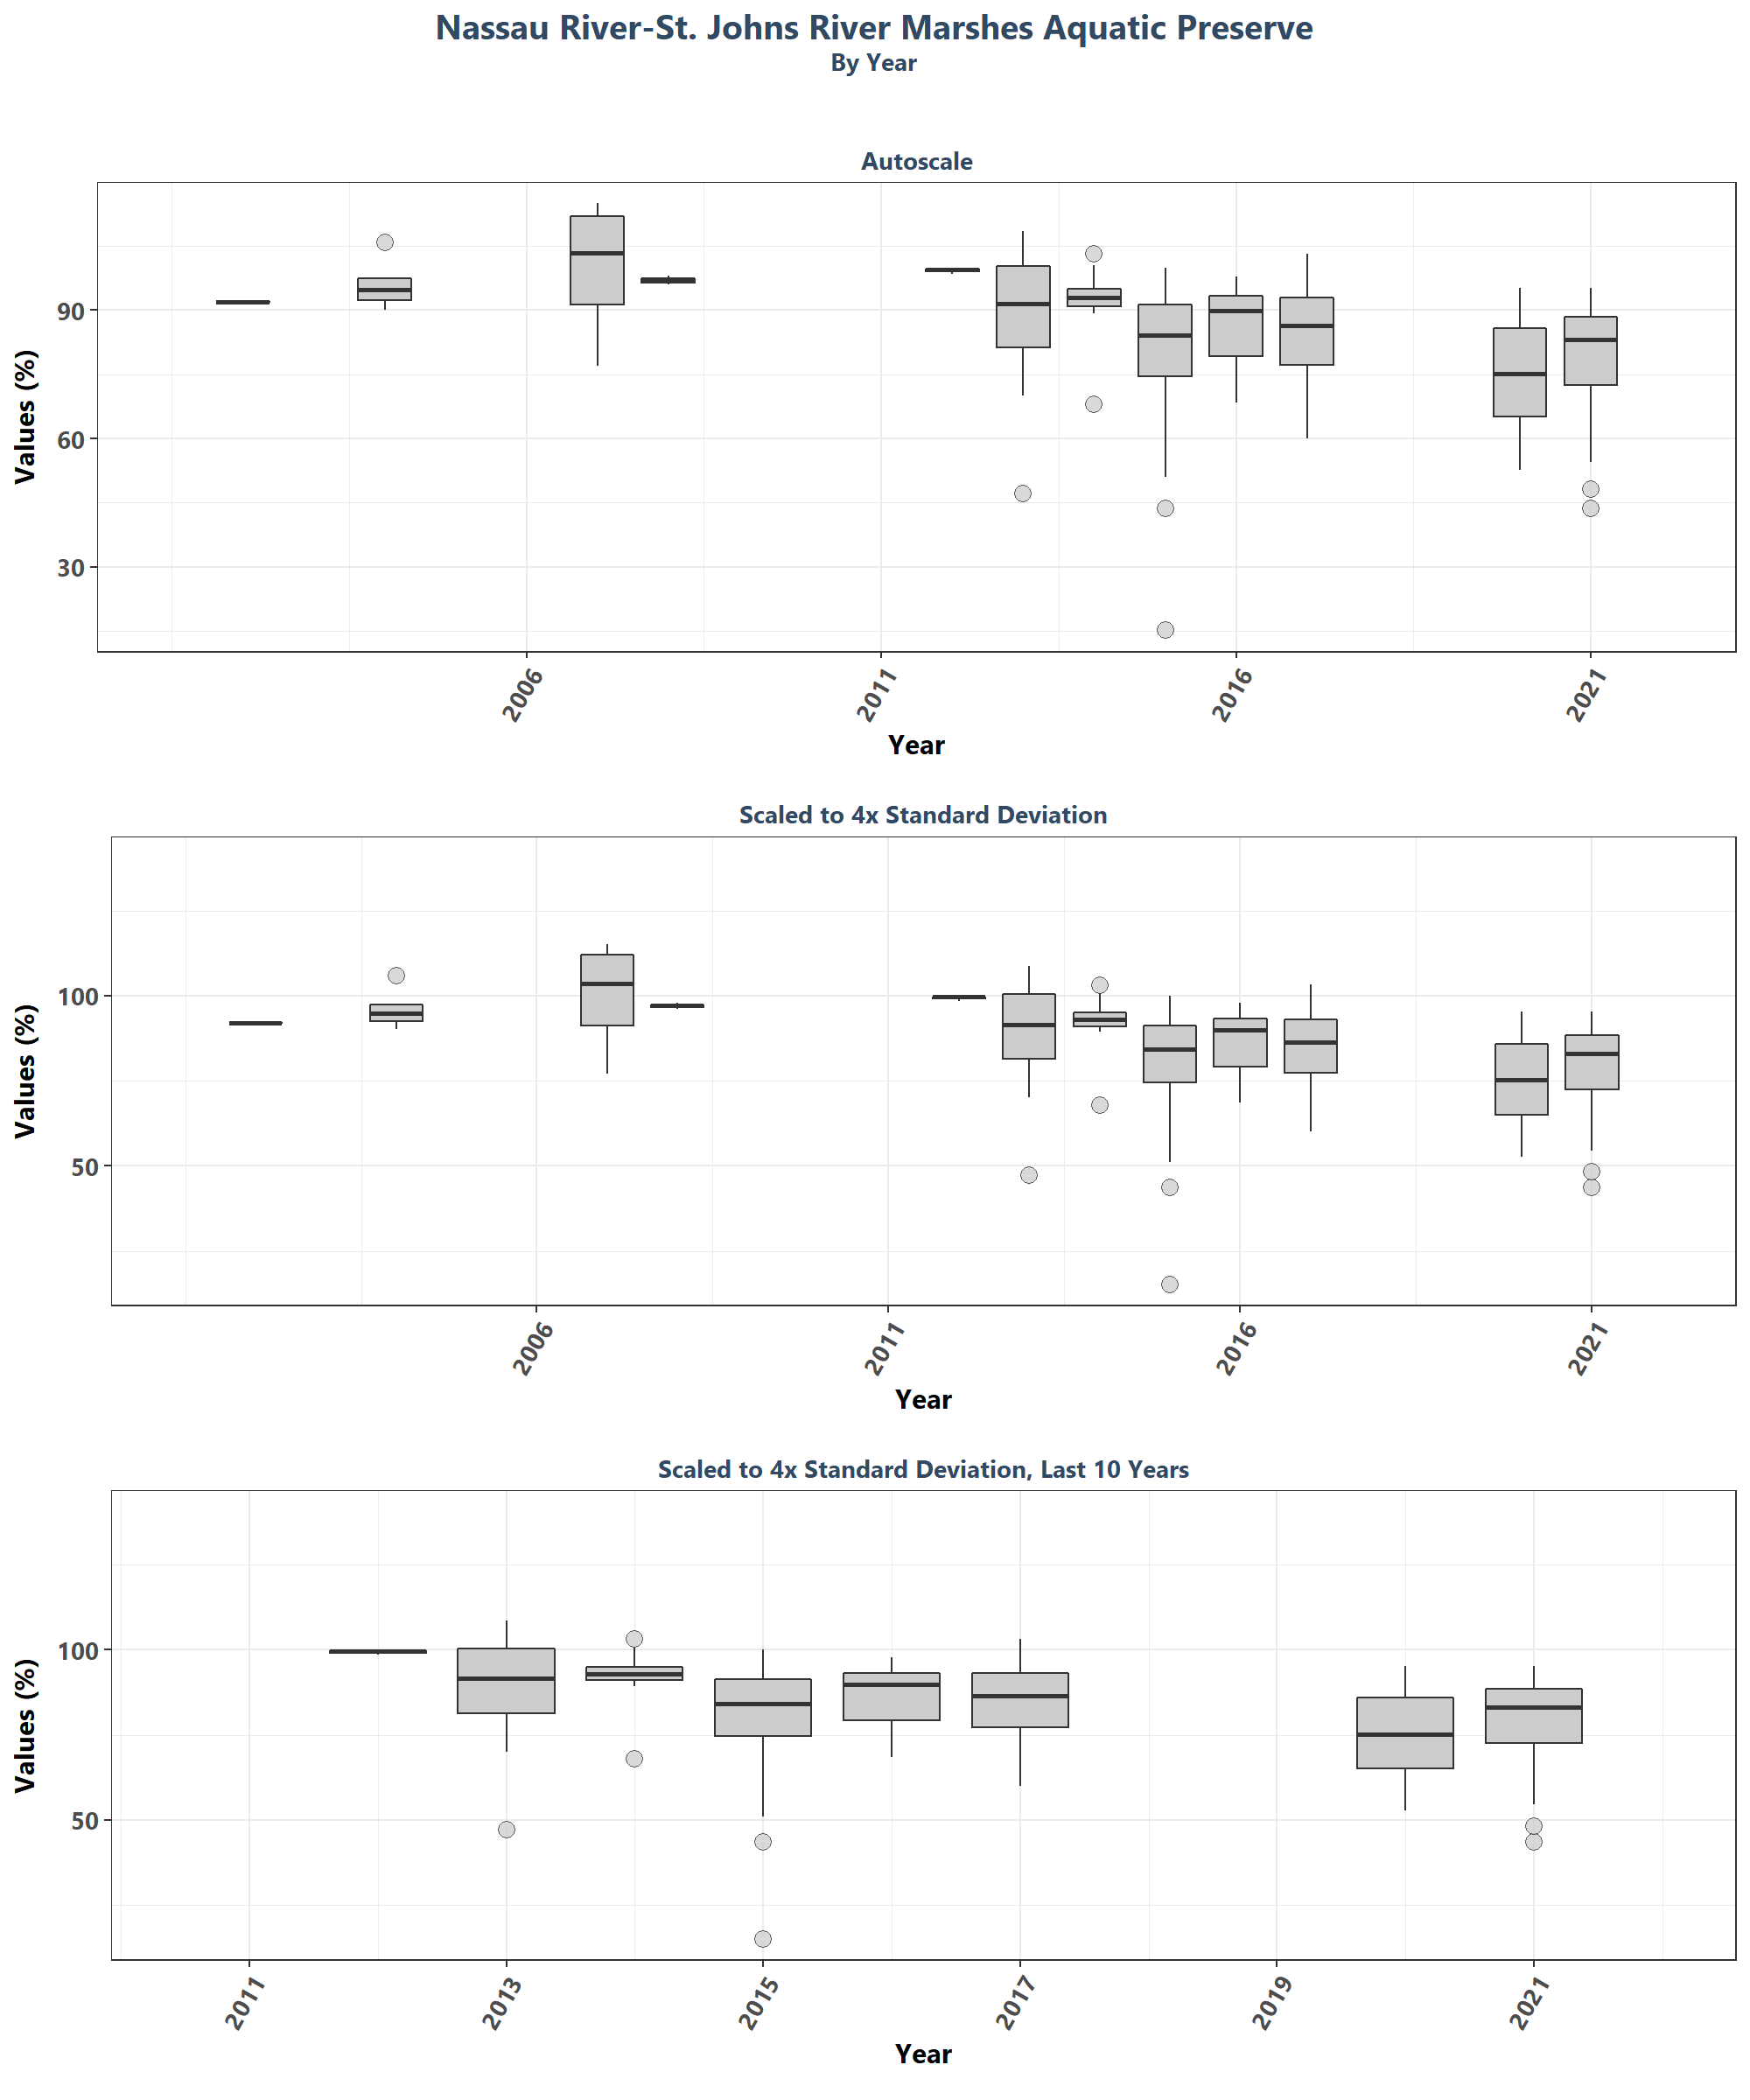 Nassau River-St. Johns River Marshes Aquatic Preserve
By Year
Autoscale
Values (%)
90
60
30
2006
2011
2016
2021
Year
Scaled to 4x Standard Deviation
Values (%)
100
50
2006
2011
2016
2021
Year
Scaled to 4x Standard Deviation, Last 10 Years
Values (%)
100
50
2011
2013
2015
2017
2019
2021
Year